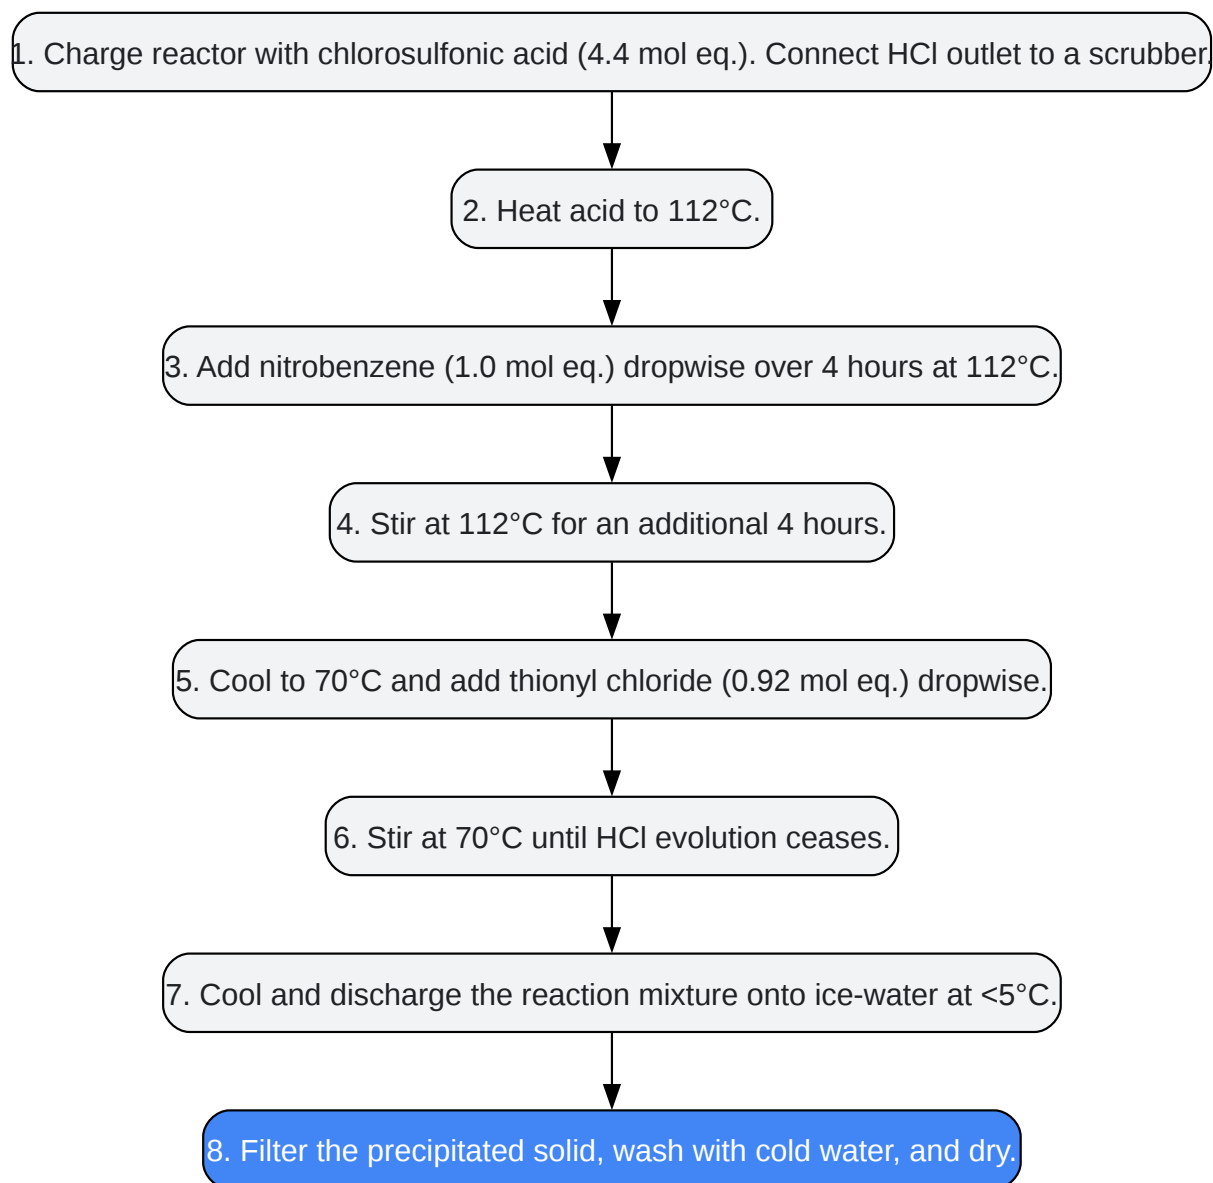 1. Charge reactor with chlorosulfonic acid (4.4 mol eq.). Connect HCl outlet to a scrubber.
2. Heat acid to 112°C.
3. Add nitrobenzene (1.0 mol eq.) dropwise over 4 hours at 112°C.
4. Stir at 112°C for an additional 4 hours.
5. Cool to 70°C and add thionyl chloride (0.92 mol eq.) dropwise.
6. Stir at 70°C until HCl evolution ceases.
7. Cool and discharge the reaction mixture onto ice-water at <5°C.
8. Filter the precipitated solid, wash with cold water, and dry.